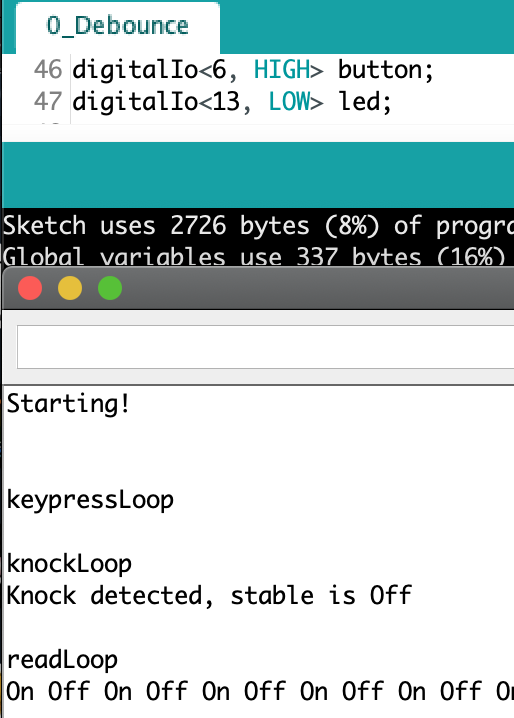 0_Debounce
46 digitalIo<6, HIGH> button;
47 digitalIo<13, LOW> led;
Sketch uses 2726 bytes (8%) of
Global variables use 337 bytes (16%)
Starting!
keypressLoop
knockLoop
Knock detected, stable is Off
readLoop
On Off On Off On Off On Off On Off